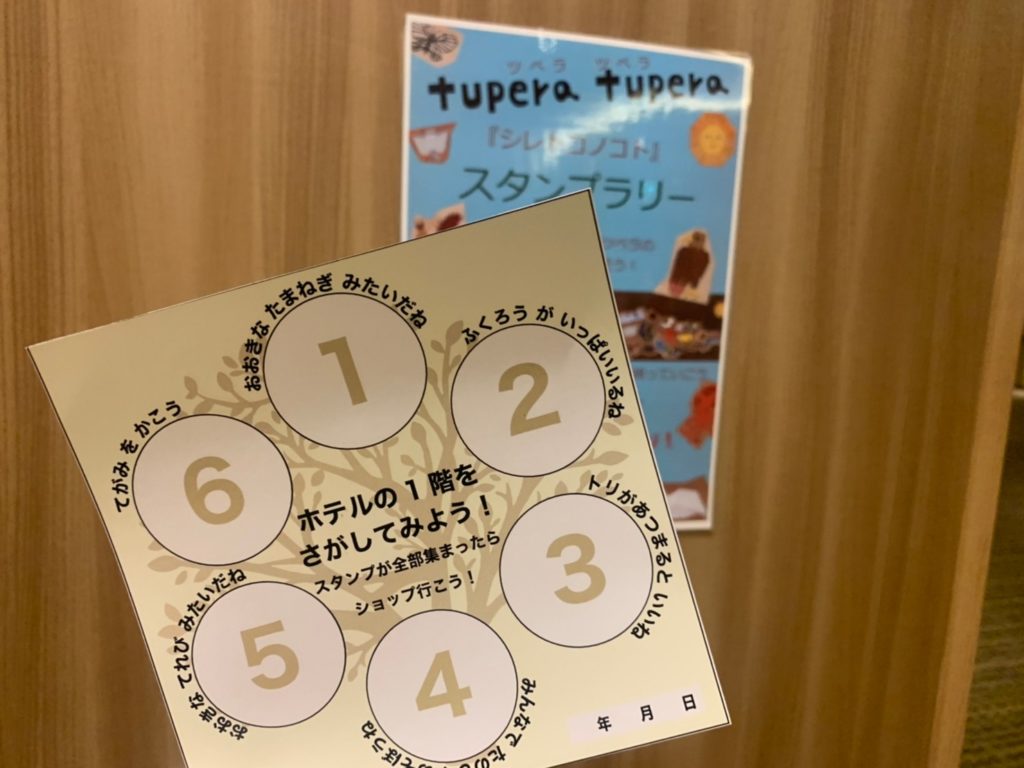 ツペラ ツペラ
tupera tupera
『シレトコノコト』
スタンプラリー
おおきな たまねぎ みたいだね
1
ふくろう が いっぱいいるね
2
トリがあつまると いいね
3
みんなで
4
おおきな てれび みたいだね
5
てがみ を かこう
6
ホテルの1階を
さがしてみよう！
スタンプが全部集まったら
ショップ行こう！
年 月 日